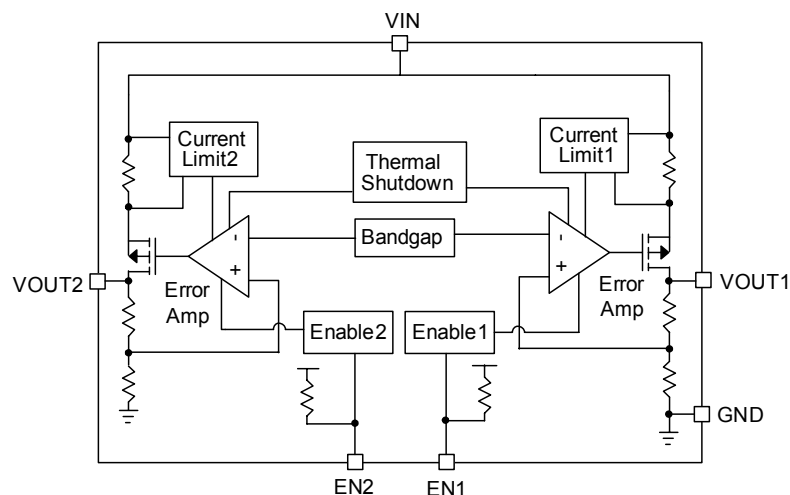 VIN
Current
Limit2
Thermal
Shutdown
Current
Limit1
-
Bandgap
-
+
+
VOUT2
Error
Amp
Error
Amp
VOUT1
Enable2
Enable1
GND
EN2
EN1